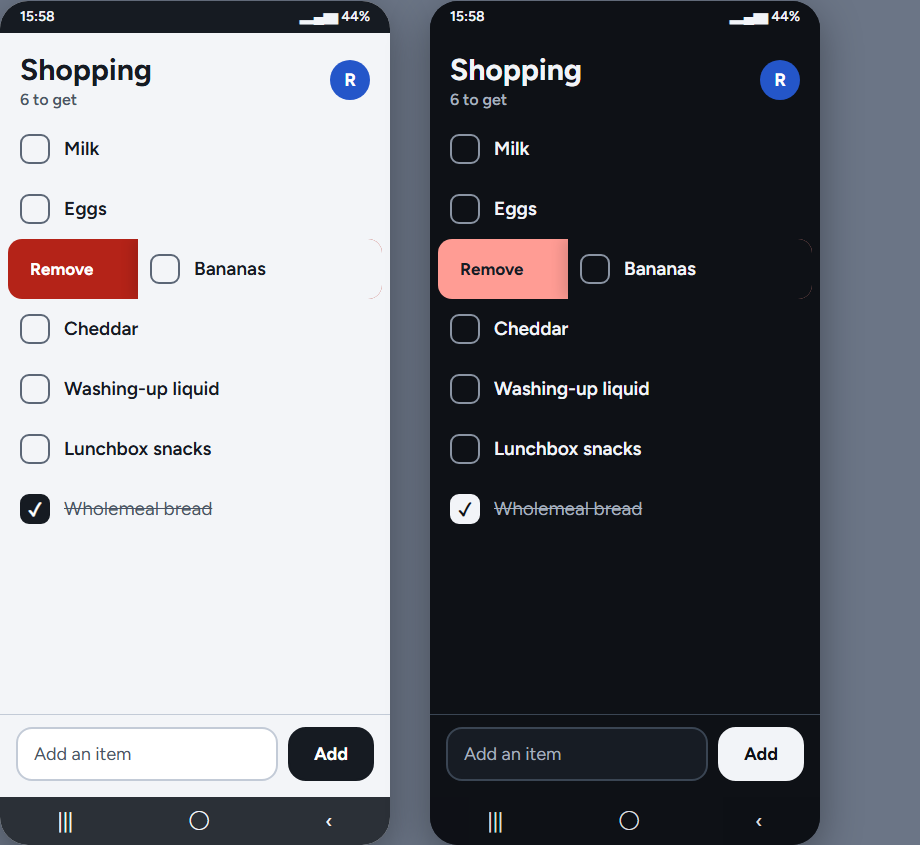 15:58 44%
Shopping
R
6 to get
Milk
Eggs
Remove Bananas
Cheddar
Washing-up liquid
Lunchbox snacks
Wholemeal bread
Add an item Add
15:58 44%
Shopping
R
6 to get
Milk
Eggs
Remove Bananas
Cheddar
Washing-up liquid
Lunchbox snacks
Wholemeal bread
Add an item Add